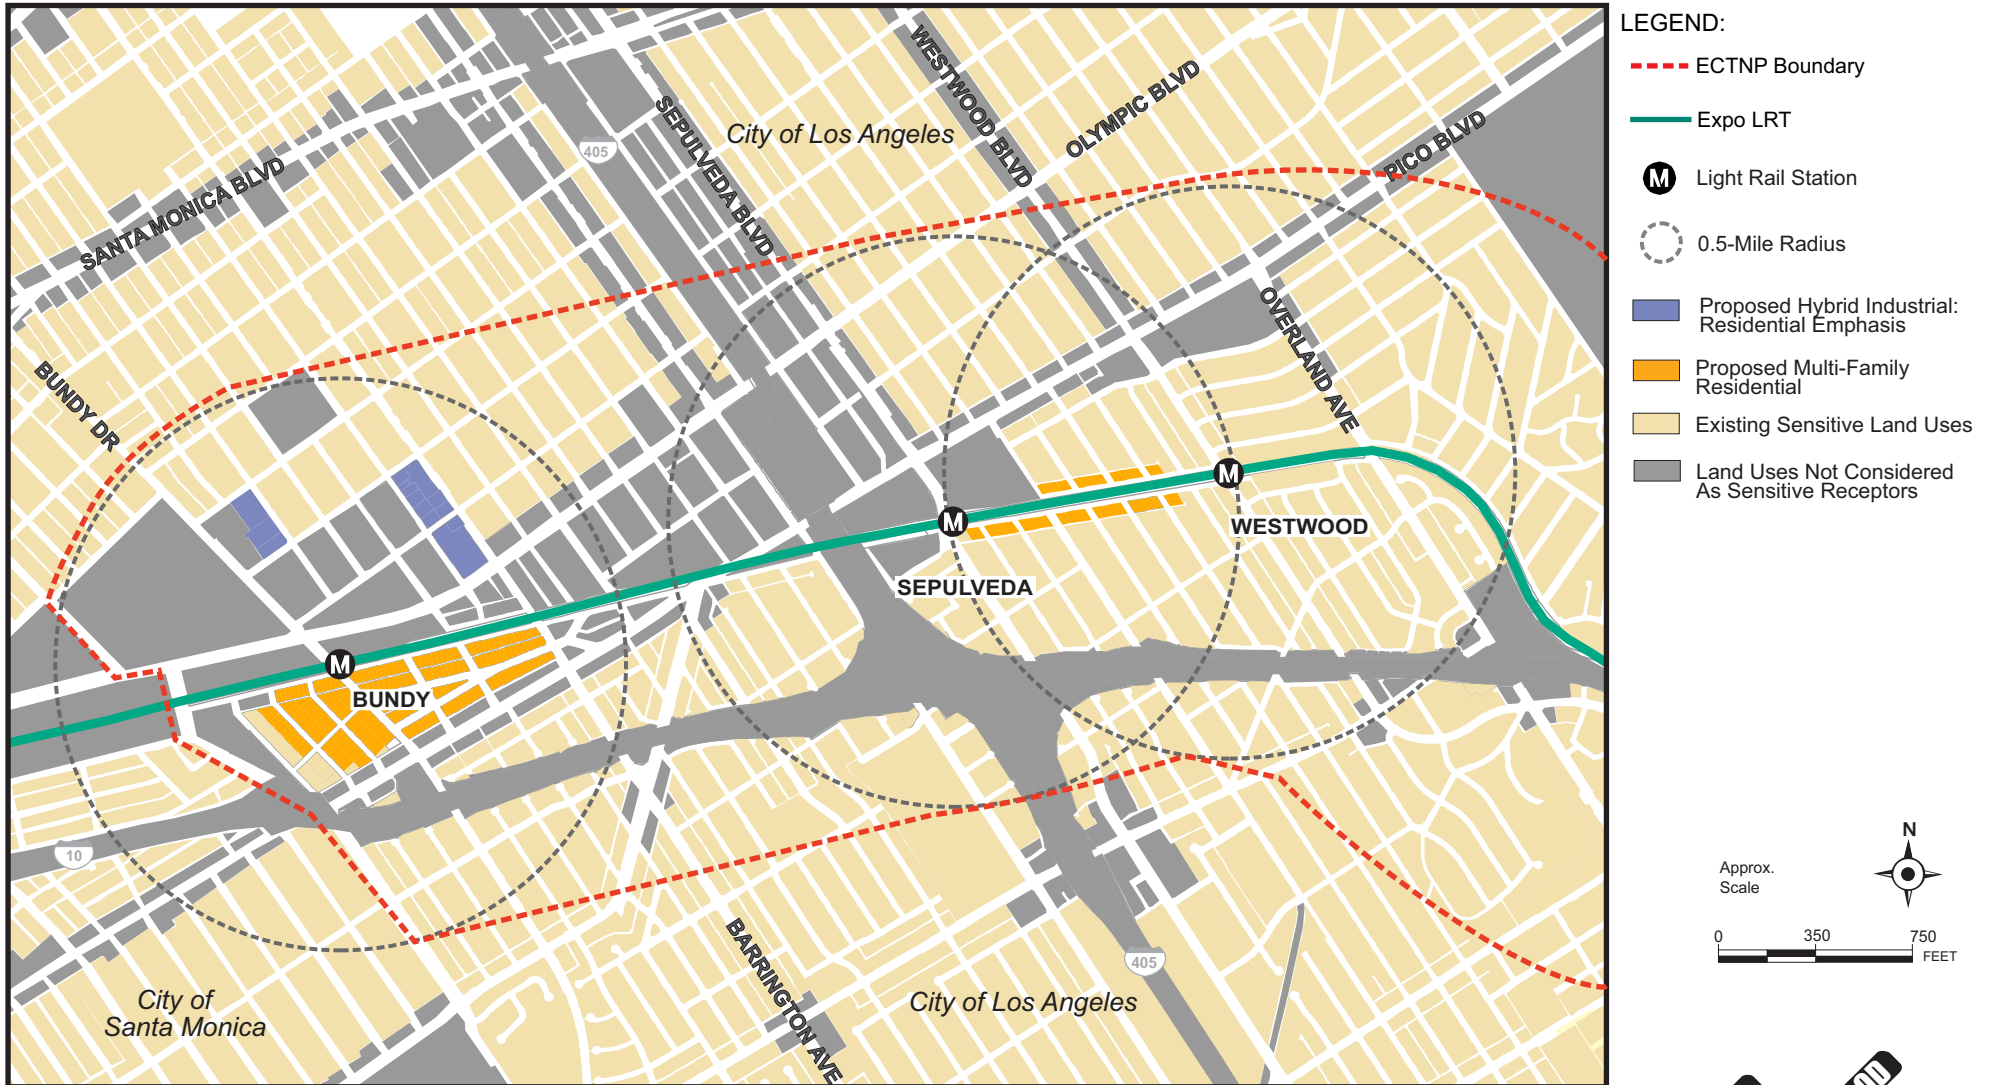 LEGEND:
ECTNP Boundary
Expo LRT
M
Light Rail Station
0.5-Mile Radius
Proposed Hybrid Industrial:
Residential Emphasis
Proposed Multi-Family
Residential
Existing Sensitive Land Uses
Land Uses Not Considered
As Sensitive Receptors
WESTWOOD BLVD
OLYMPIC BLVD
SEPULVEDA BLVD
City of Los Angeles
405
PICO BLVD
SANTA MONICA BLVD
OVERLAND AVE
BUNDY DR
M
WESTWOOD
M
SEPULVEDA
M
BUNDY
10
N
Approx.
Scale
0 350 750
FEET
BARRINGTON AVE
405
City of
Santa Monica
City of Los Angeles